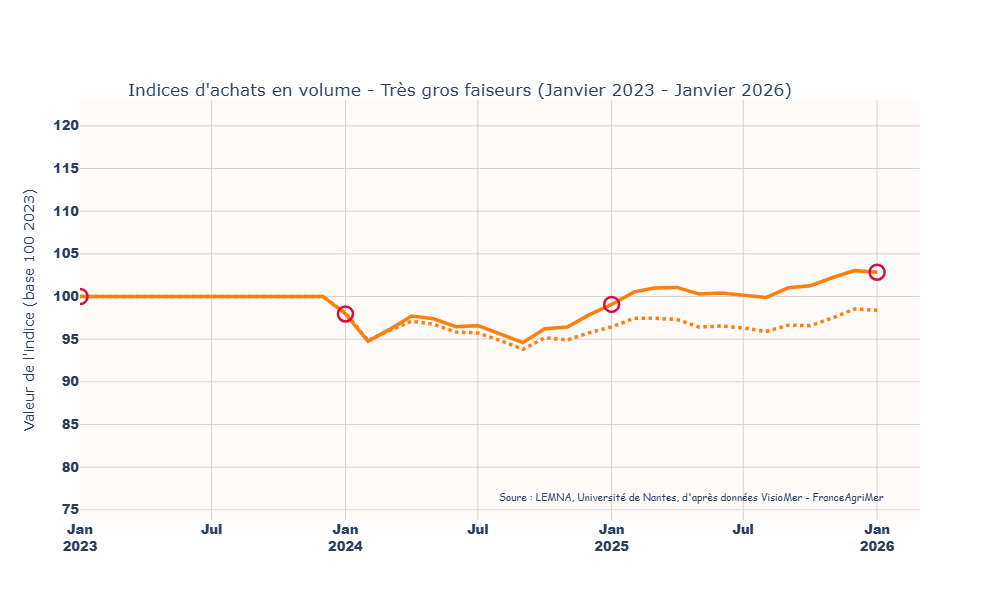 Indices d'achats en volume - Très gros faiseurs (Janvier 2023 - Janvier 2026)
Valeur de l'indice (base 100 2023)
120
115
110
105
100
95
90
85
80
75
Soure : LEMNA, Université de Nantes, d'après données VisioMer - FranceAgriMer
Jan
2023
Jul
Jan
2024
Jul
Jan
2025
Jul
Jan
2026